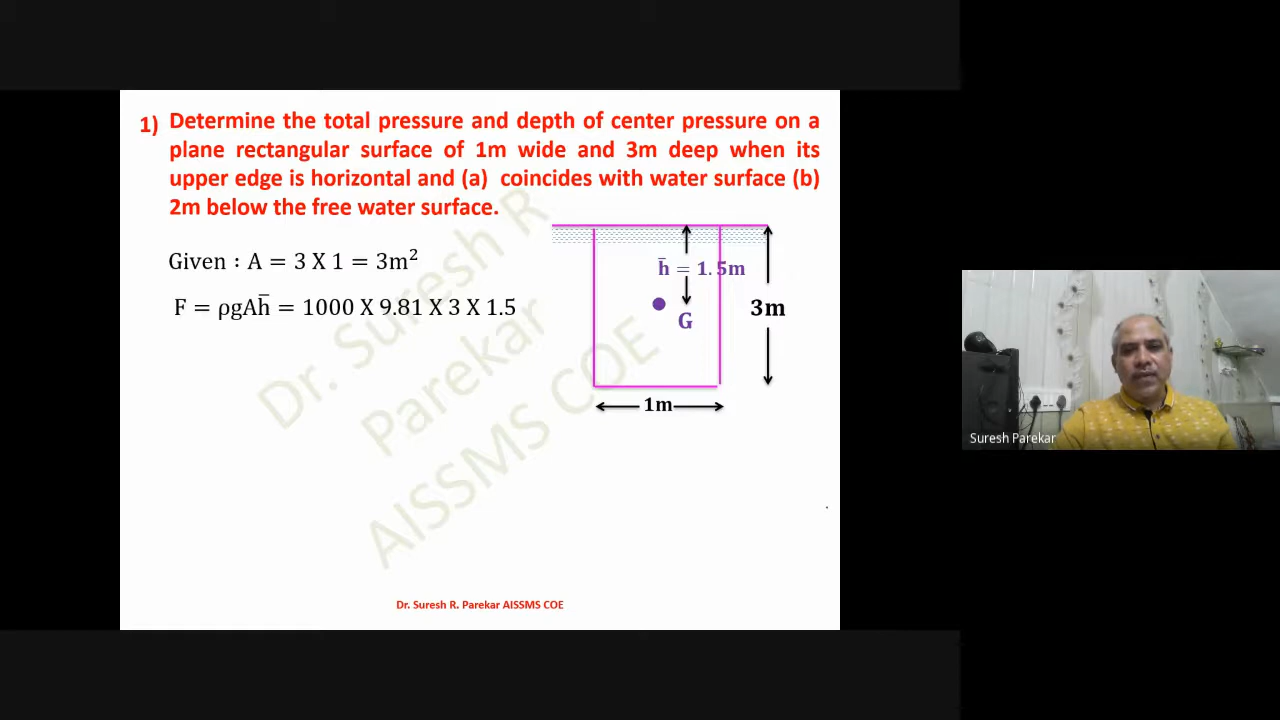 1) Determine the total pressure and depth of center pressure on a
plane rectangular surface of 1m wide and 3m deep when its
upper edge is horizontal and (a) coincides with water surface (b)
2m below the free water surface.
Given : A = 3 X 1 = 3m²
F = ρgAh̄ = 1000 X 9.81 X 3 X 1.5
h̄ = 1.5m
G
3m
1m
Dr. Suresh R
Parekar
AISSMS COE
Dr. Suresh R. Parekar AISSMS COE
Suresh Parekar